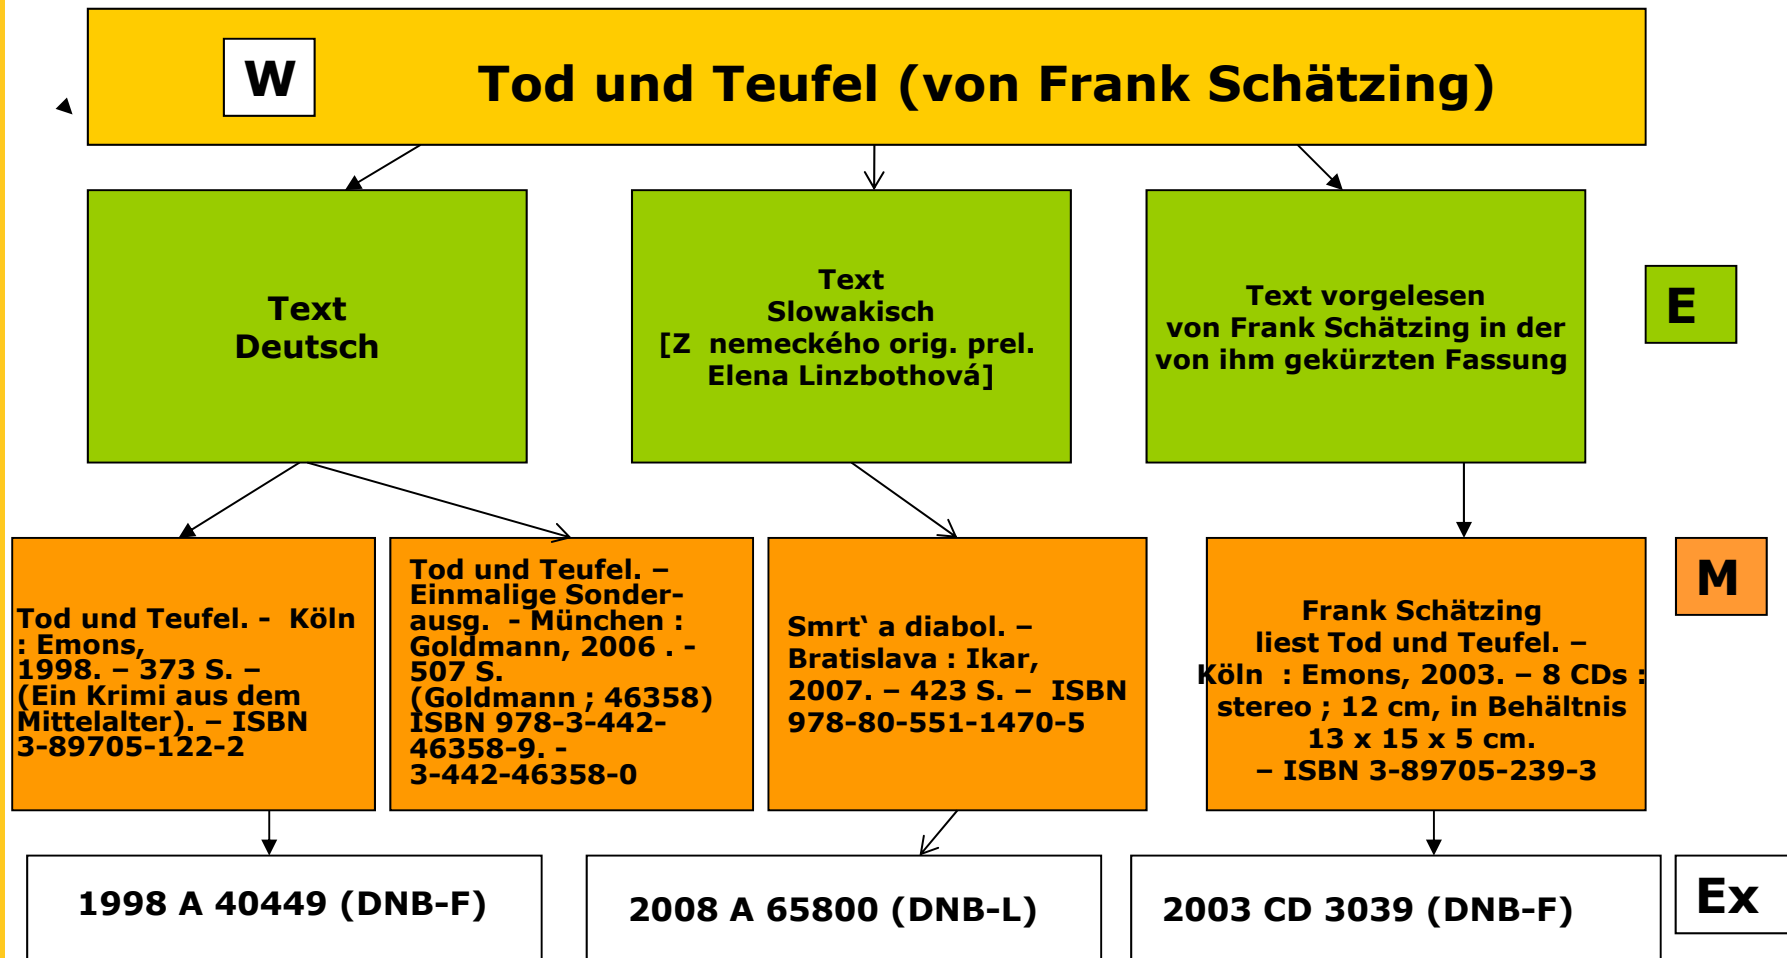 W
Tod und Teufel (von Frank Schätzing)
Text
Deutsch
Text
Slowakisch
[Z nemeckého orig. prel.
Elena Linzbothová]
Text vorgelesen
von Frank Schätzing in der
von ihm gekürzten Fassung
E
Tod und Teufel. - Köln
: Emons,
1998. – 373 S. –
(Ein Krimi aus dem
Mittelalter). – ISBN
3-89705-122-2
Tod und Teufel. –
Einmalige Sonder-
ausg. - München :
Goldmann, 2006 . -
507 S.
(Goldmann ; 46358)
ISBN 978-3-442-
46358-9. -
3-442-46358-0
Smrt‘ a diabol. –
Bratislava : Ikar,
2007. – 423 S. – ISBN
978-80-551-1470-5
Frank Schätzing
liest Tod und Teufel. –
Köln : Emons, 2003. – 8 CDs :
stereo ; 12 cm, in Behältnis
13 x 15 x 5 cm.
– ISBN 3-89705-239-3
M
1998 A 40449 (DNB-F)
2008 A 65800 (DNB-L)
2003 CD 3039 (DNB-F)
Ex